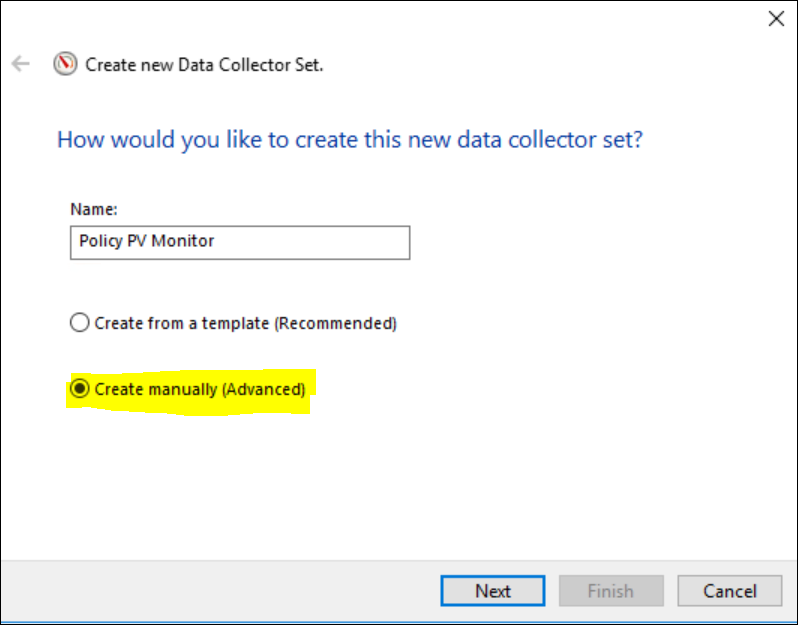 Create new Data Collector Set.
How would you like to create this new data collector set?
Name:
Policy PV Monitor
Create from a template (Recommended)
Create manually (Advanced)
Next
Finish
Cancel